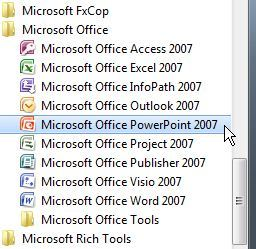 Microsoft FxCop
Microsoft Office
Microsoft Office Access 2007
Microsoft Office Excel 2007
Microsoft Office InfoPath 2007
Microsoft Office Outlook 2007
Microsoft Office PowerPoint 2007
Microsoft Office Project 2007
Microsoft Office Publisher 2007
Microsoft Office Visio 2007
Microsoft Office Word 2007
Microsoft Office Tools
Microsoft Rich Tools